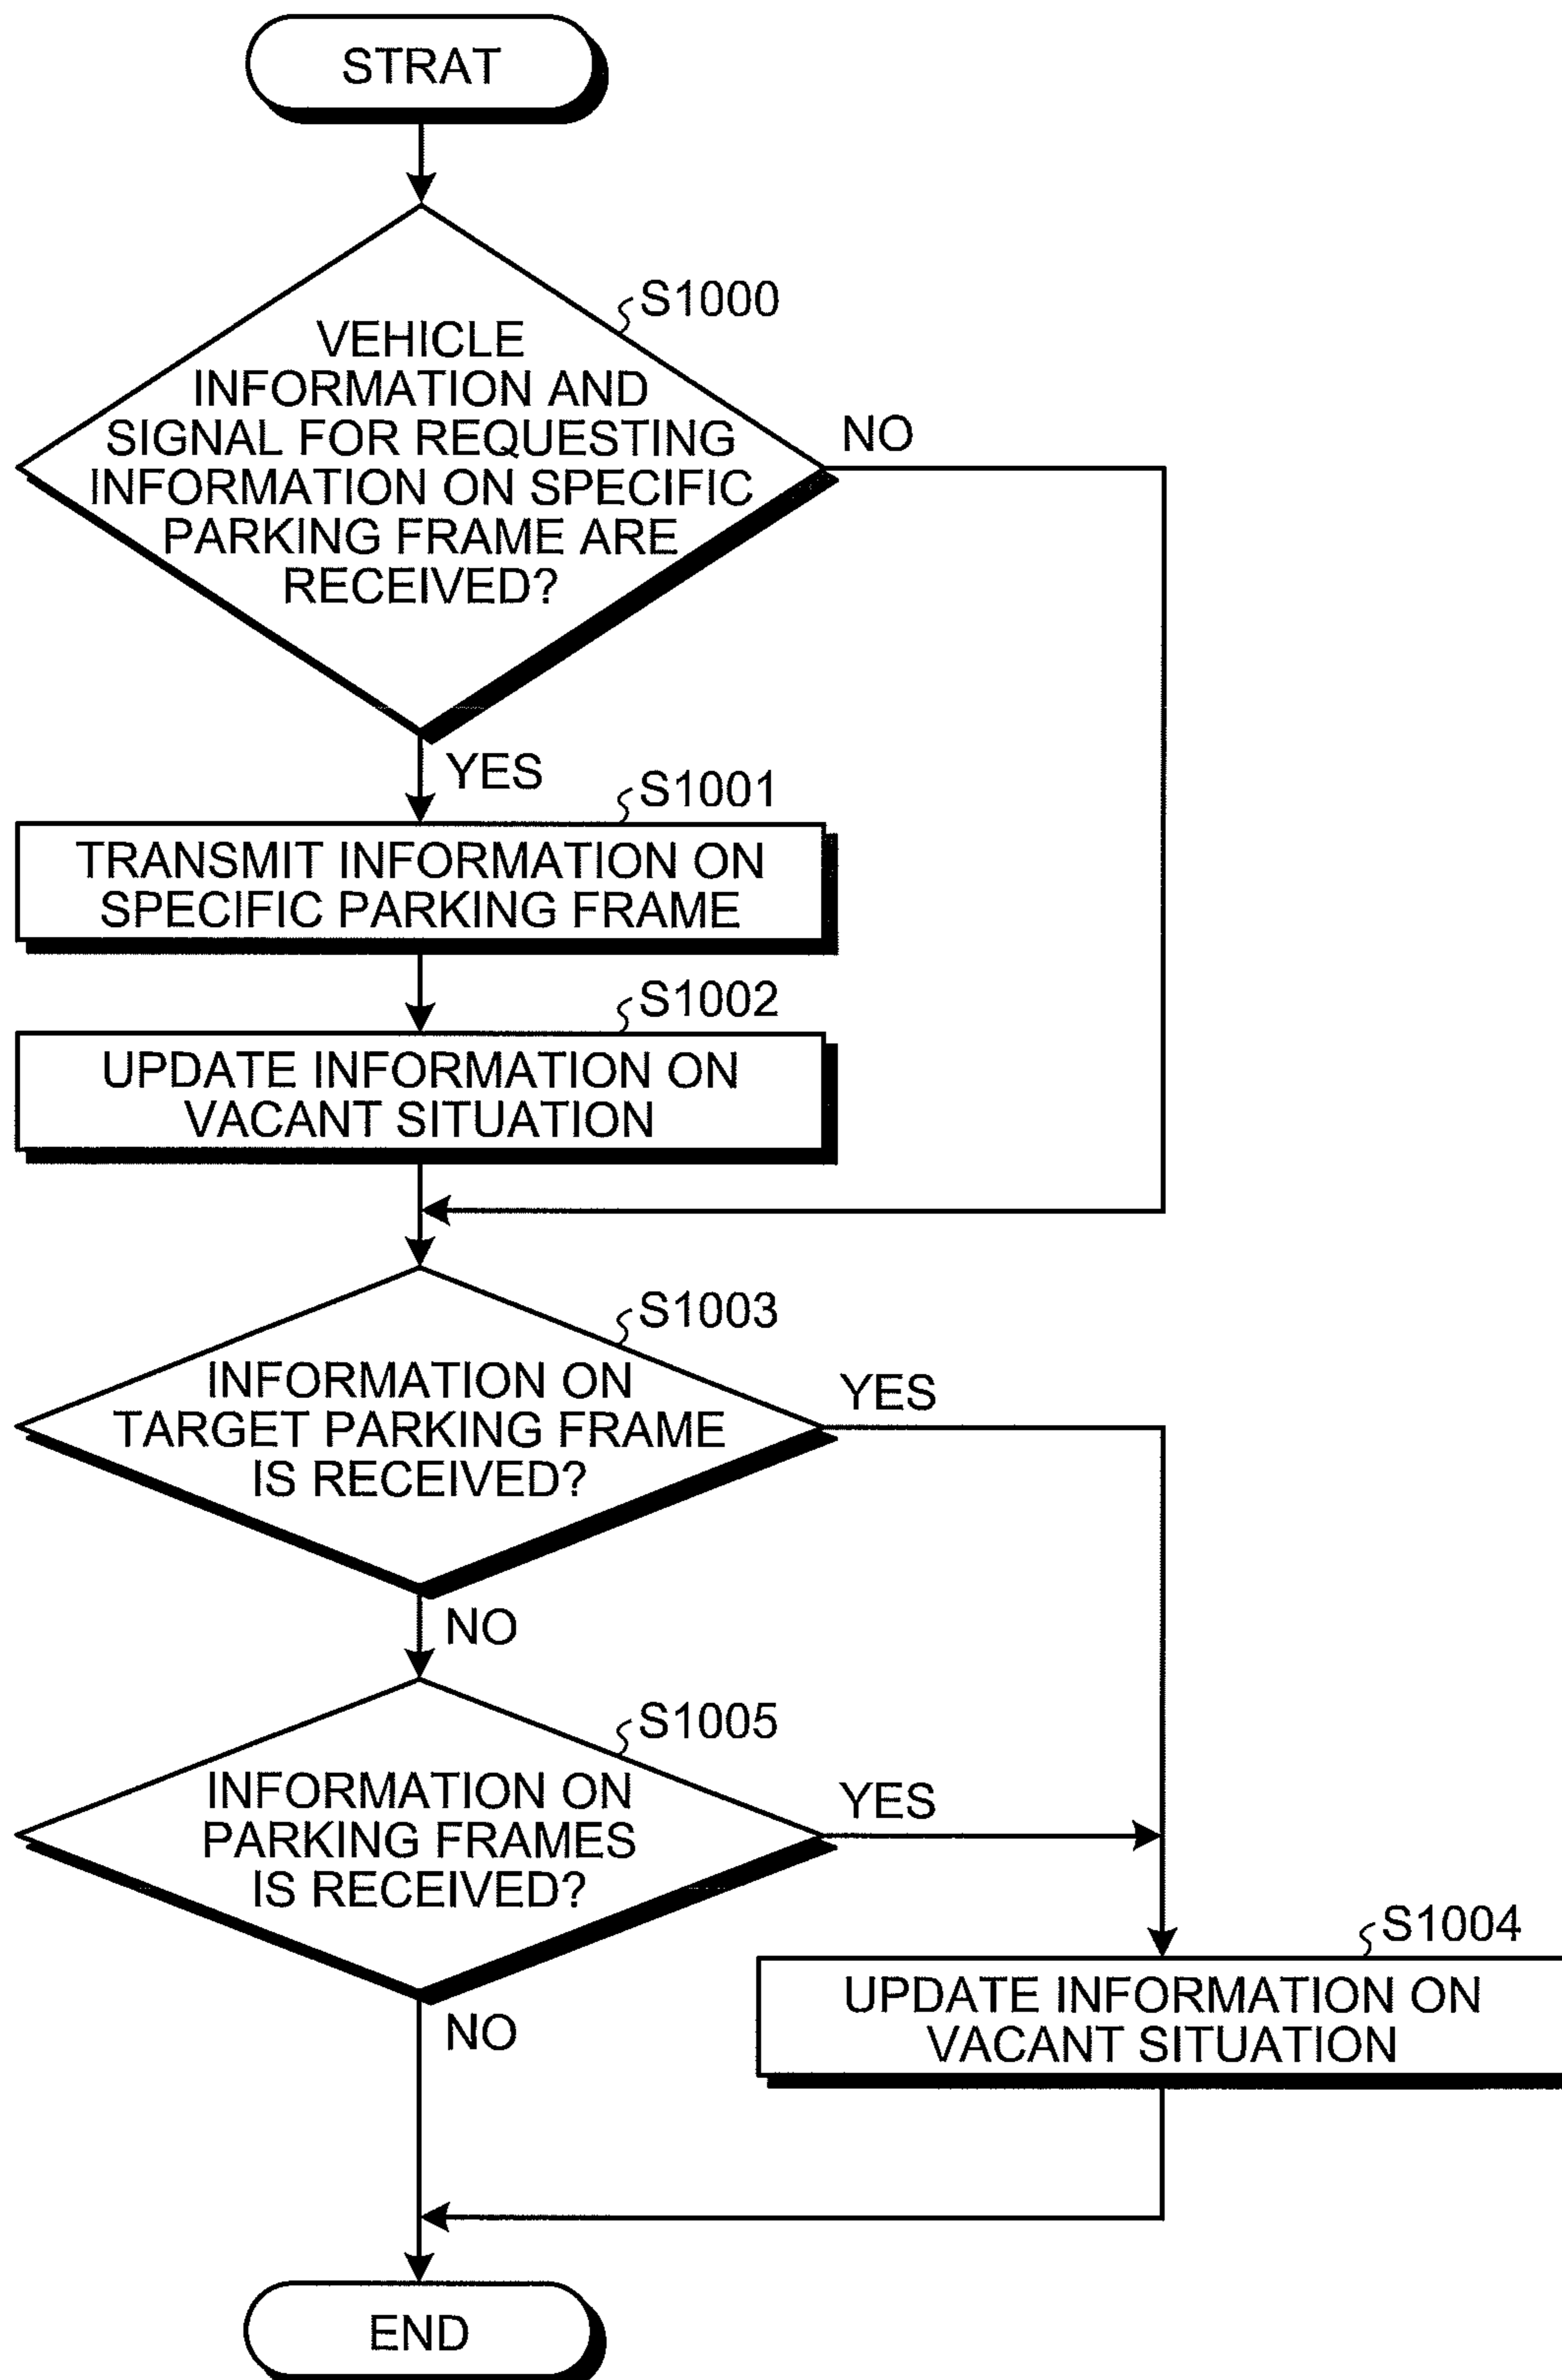 STRAT
S1000
VEHICLE
INFORMATION AND
SIGNAL FOR REQUESTING
INFORMATION ON SPECIFIC
PARKING FRAME ARE
RECEIVED?
NO
YES
S1001
TRANSMIT INFORMATION ON
SPECIFIC PARKING FRAME
S1002
UPDATE INFORMATION ON
VACANT SITUATION
S1003
INFORMATION ON
TARGET PARKING FRAME
IS RECEIVED?
YES
NO
S1005
INFORMATION ON
PARKING FRAMES
IS RECEIVED?
YES
NO
S1004
UPDATE INFORMATION ON
VACANT SITUATION
END